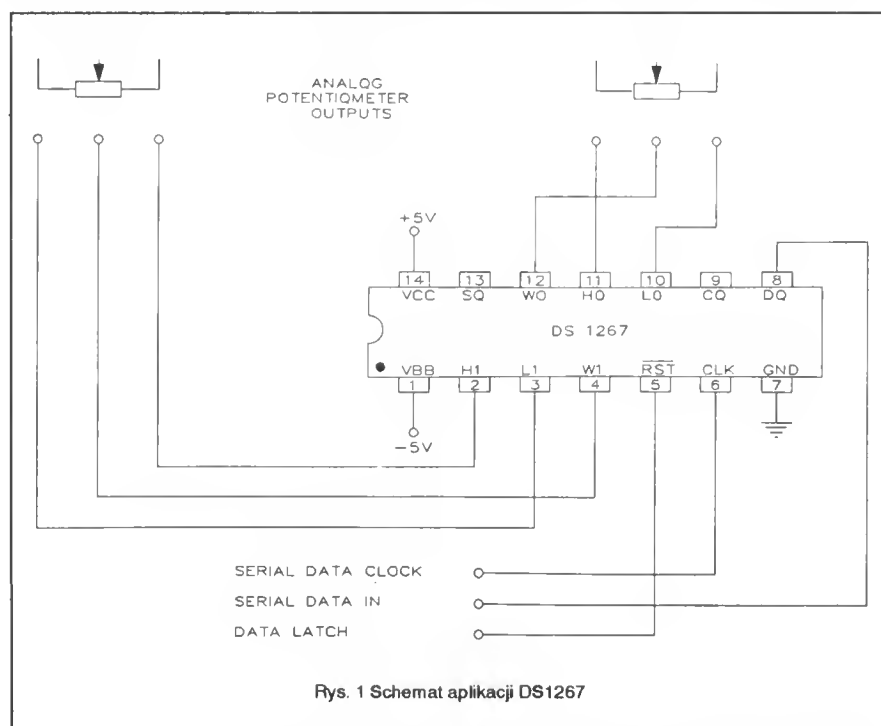 ANALOG
POTENTIQMETER
OUTPUTS
+5V
14 13 12 11 10 9 8
VCC SQ WO HQ LO CQ DQ
DS 1267
VBB H1 L1 W1 RST CLK GND
1 2 3 4 5 6 7
-5V
SERIAL DATA CLOCK
SERIAL DATA IN
DATA LATCH
Rys. 1 Schemat aplikacji DS1267